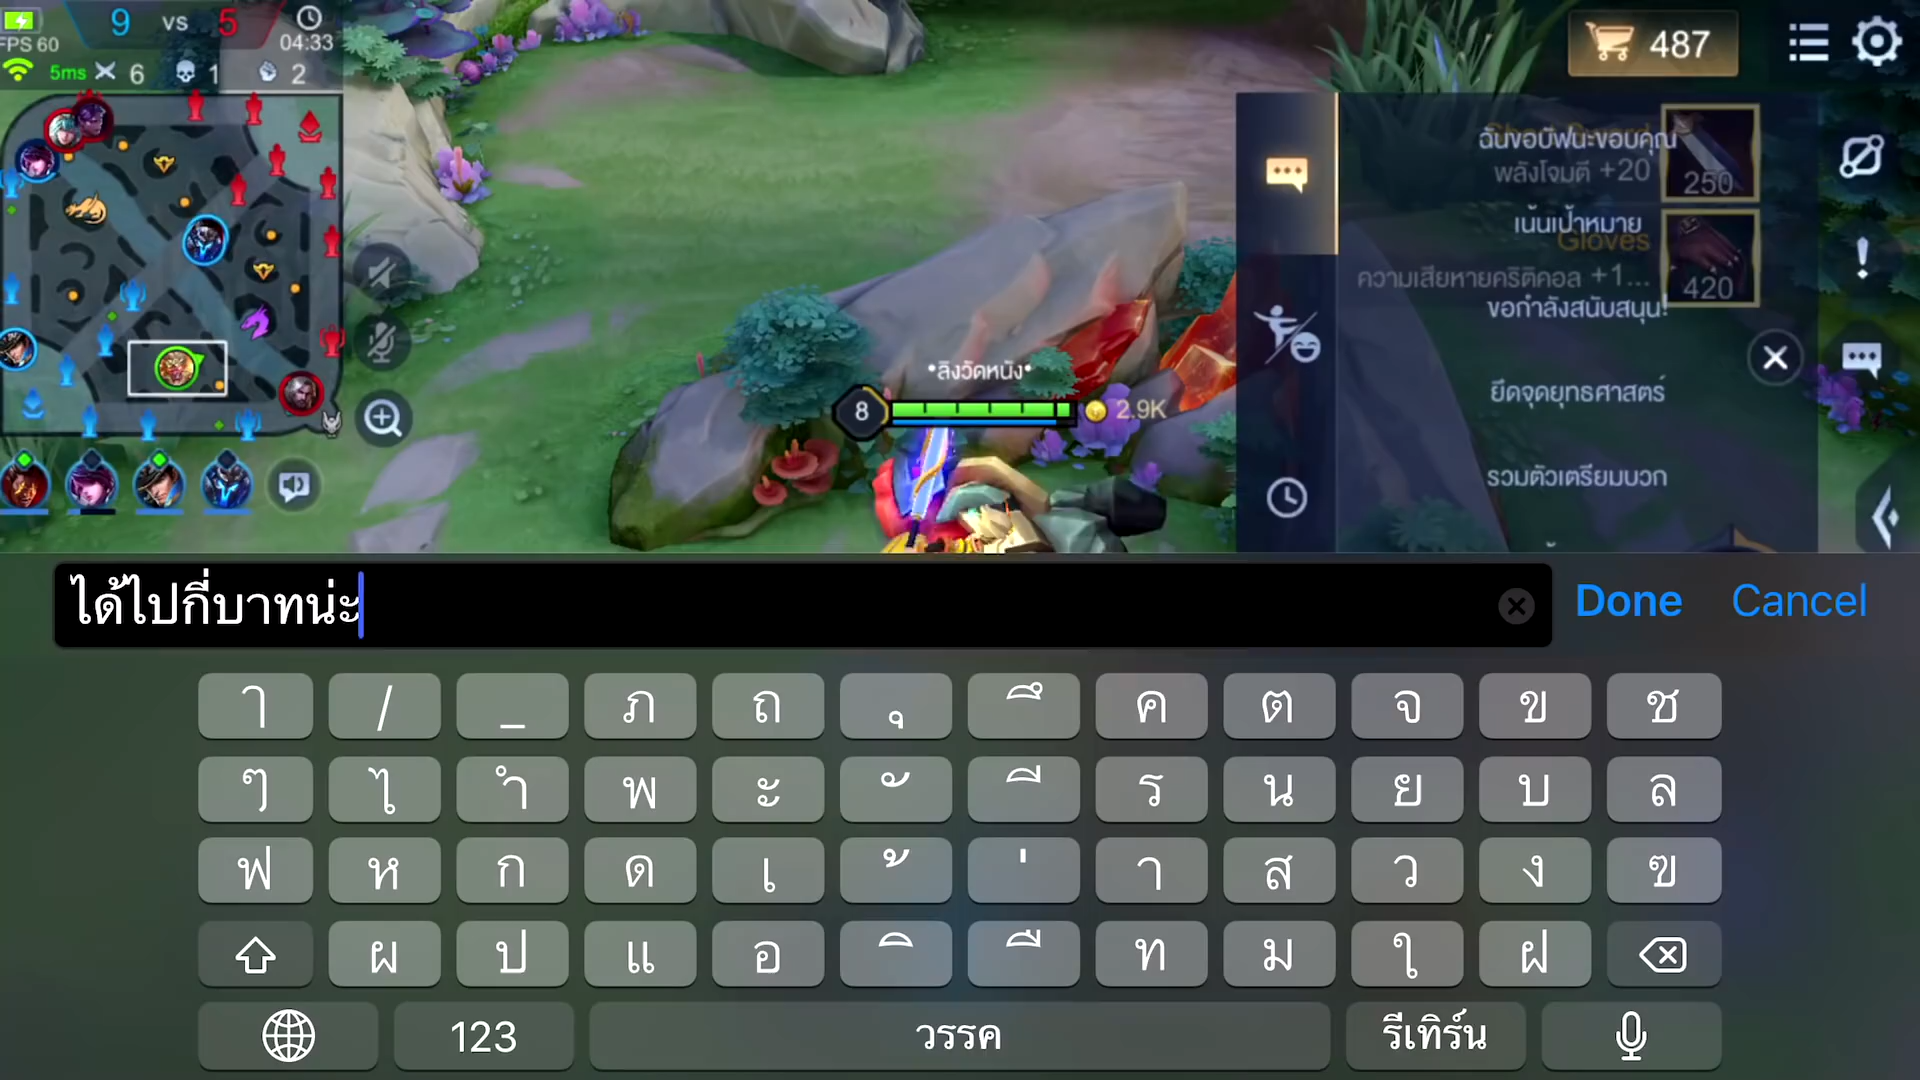 9 vs 5
FPS 60
04:33
5ms 6 1 2
487
ฉันขอบัฟนะขอบคุณ
พลังโจมตี +20
250
เน้นเป้าหมาย
Gloves
ความเสียหายคริติคอล +1...
420
ขอกำลังสนับสนุน!
ยึดจุดยุทธศาสตร์
รวมตัวเตรียมบวก
•ลิงวัดหนัง•
8
2.9K
ได้ไปกี่บาทน่ะ
Done
Cancel
ๅ / _ ภ ถ ุ ึ ค ต จ ข ช
ๆ ไ ำ พ ะ ั ี ร น ย บ ล
ฟ ห ก ด เ ้ ่ า ส ว ง ฃ
ผ ป แ อ ิ ื ท ม ใ ฝ
123 วรรค รีเทิร์น